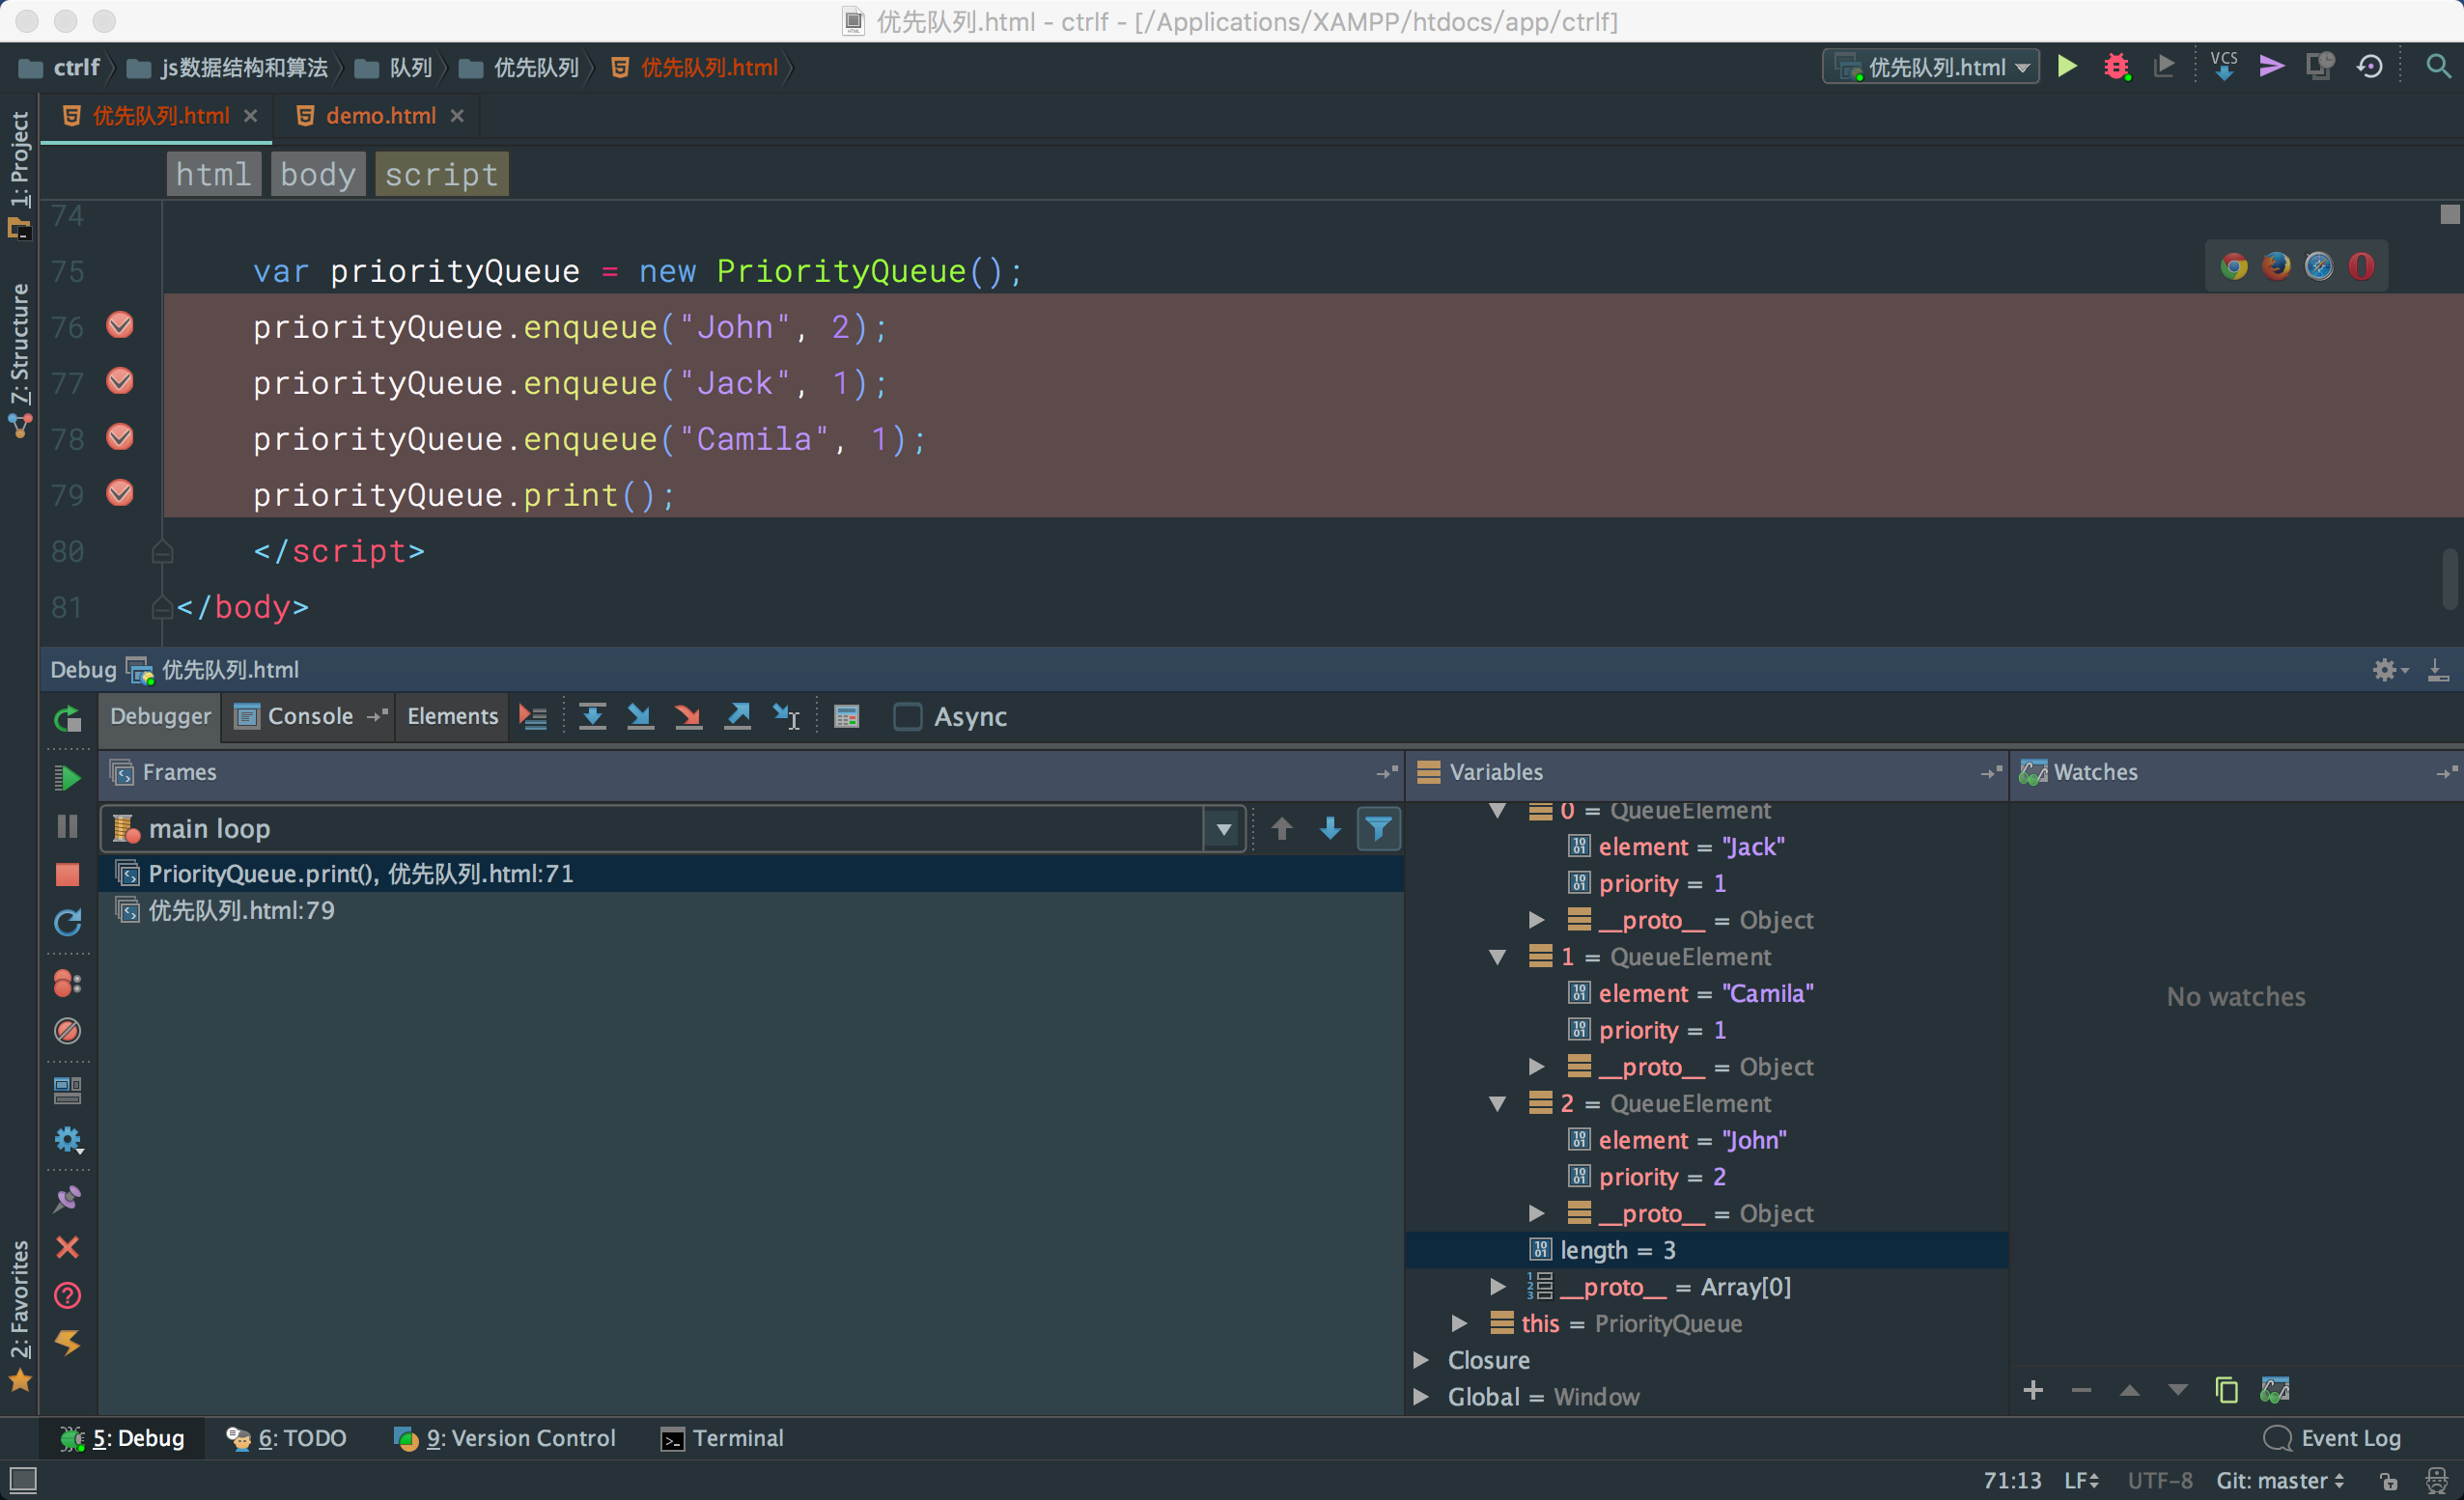 优先队列.html - ctrlf - [/Applications/XAMPP/htdocs/app/ctrlf]
ctrlf js数据结构和算法 队列 优先队列 优先队列.html 优先队列.html VCS
优先队列.html demo.html
1: Project
7: Structure
2: Favorites
html body script
74
75 var priorityQueue = new PriorityQueue();
76 priorityQueue.enqueue("John", 2);
77 priorityQueue.enqueue("Jack", 1);
78 priorityQueue.enqueue("Camila", 1);
79 priorityQueue.print();
80 </script>
81 </body>
Debug 优先队列.html
Debugger Console Elements Async
Frames
main loop
PriorityQueue.print(), 优先队列.html:71
优先队列.html:79
Variables
0 = QueueElement
element = "Jack"
priority = 1
__proto__ = Object
1 = QueueElement
element = "Camila"
priority = 1
__proto__ = Object
2 = QueueElement
element = "John"
priority = 2
__proto__ = Object
length = 3
__proto__ = Array[0]
this = PriorityQueue
Closure
Global = Window
Watches
No watches
5: Debug 6: TODO 9: Version Control Terminal Event Log
71:13 LF UTF-8 Git: master